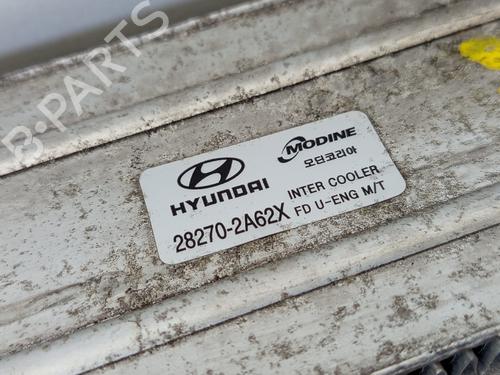 B-PARTS
HYUNDAI
MODINE
모딘코리아
28270-2A62X
INTER COOLER
FD U-ENG M/T